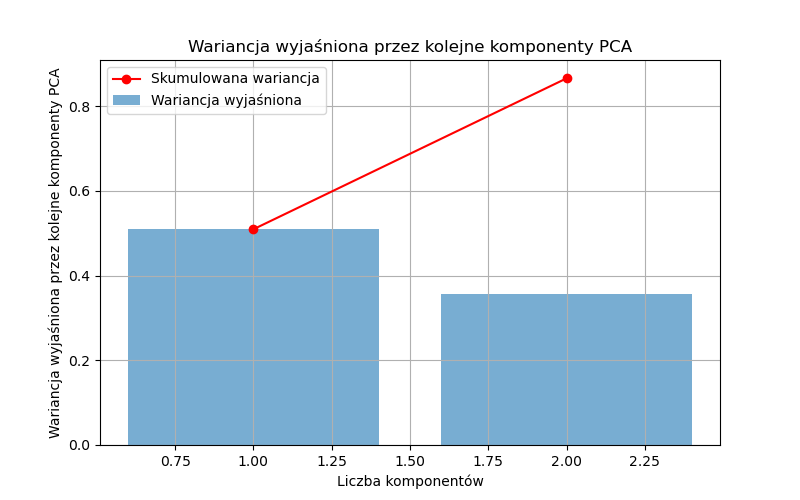 Wariancja wyjaśniona przez kolejne komponenty PCA
Skumulowana wariancja
Wariancja wyjaśniona
Wariancja wyjaśniona przez kolejne komponenty PCA
0.8
0.6
0.4
0.2
0.0
0.75 1.00 1.25 1.50 1.75 2.00 2.25
Liczba komponentów